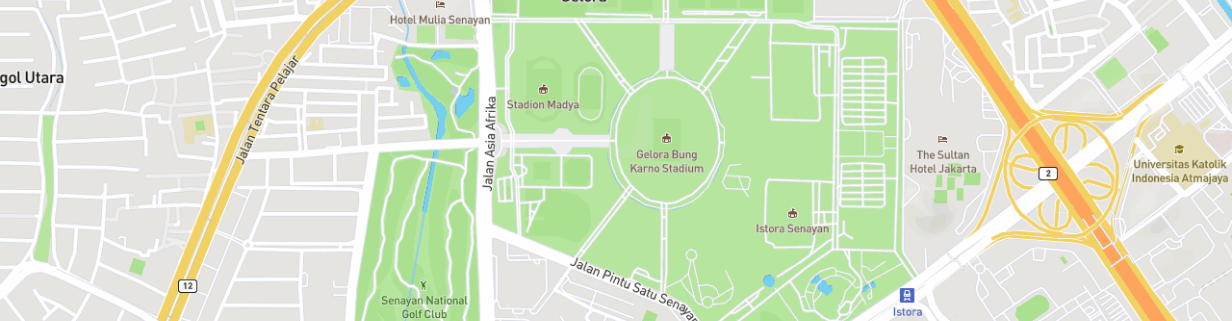 Hotel Mulia Senayan
gol Utara
Jalan Tentara Pelajar
Stadion Madya
Jalan Asia Afrika
Gelora Bung
Karno Stadium
The Sultan
Hotel Jakarta
2
Universitas Katolik
Indonesia Atmajaya
Istora Senayan
Jalan Pintu Satu Senayan
12
Senayan National
Golf Club
Istora